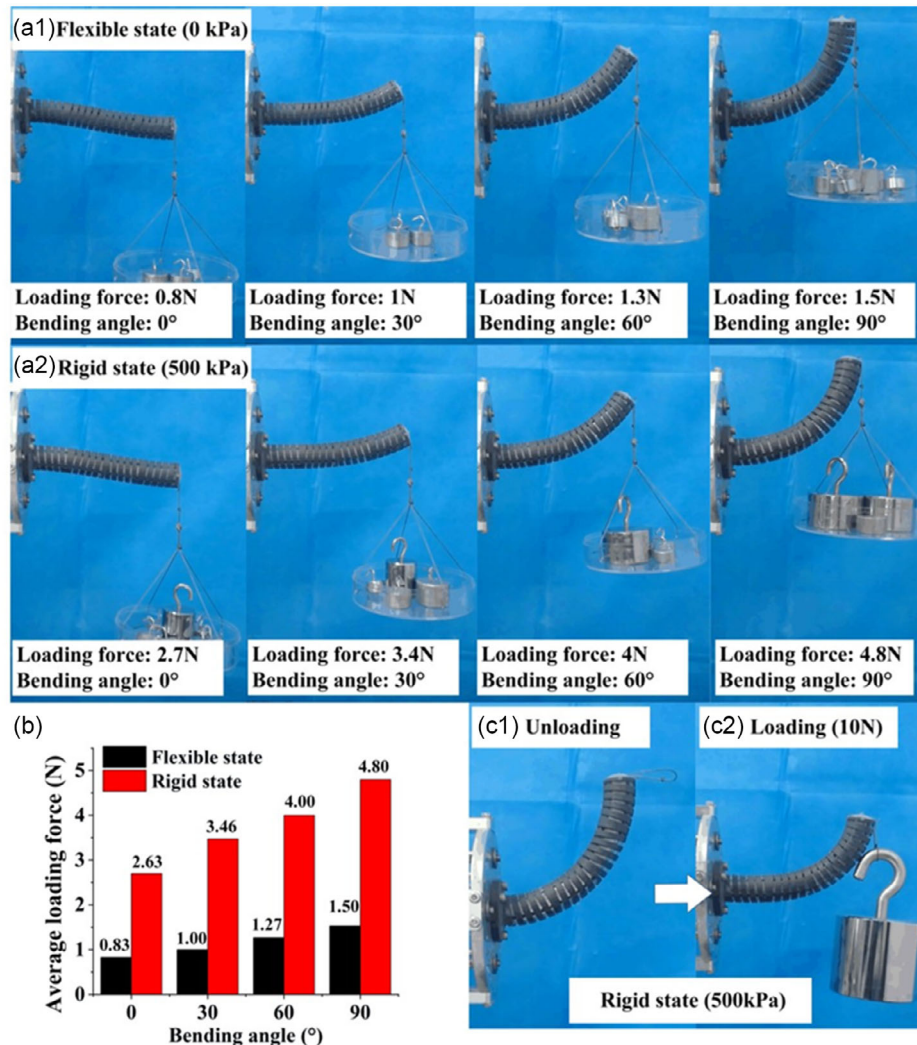 (a1) Flexible state (0 kPa)
Loading force: 0.8N
Bending angle: 0°
Loading force: 1N
Bending angle: 30°
Loading force: 1.3N
Bending angle: 60°
Loading force: 1.5N
Bending angle: 90°
(a2) Rigid state (500 kPa)
Loading force: 2.7N
Bending angle: 0°
Loading force: 3.4N
Bending angle: 30°
Loading force: 4N
Bending angle: 60°
Loading force: 4.8N
Bending angle: 90°
(b)
Flexible state
Rigid state
Average loading force (N)
5
4
3
2
1
0
0.83
2.63
1.00
3.46
1.27
4.00
1.50
4.80
0 30 60 90
Bending angle (°)
(c1) Unloading
(c2) Loading (10N)
Rigid state (500kPa)